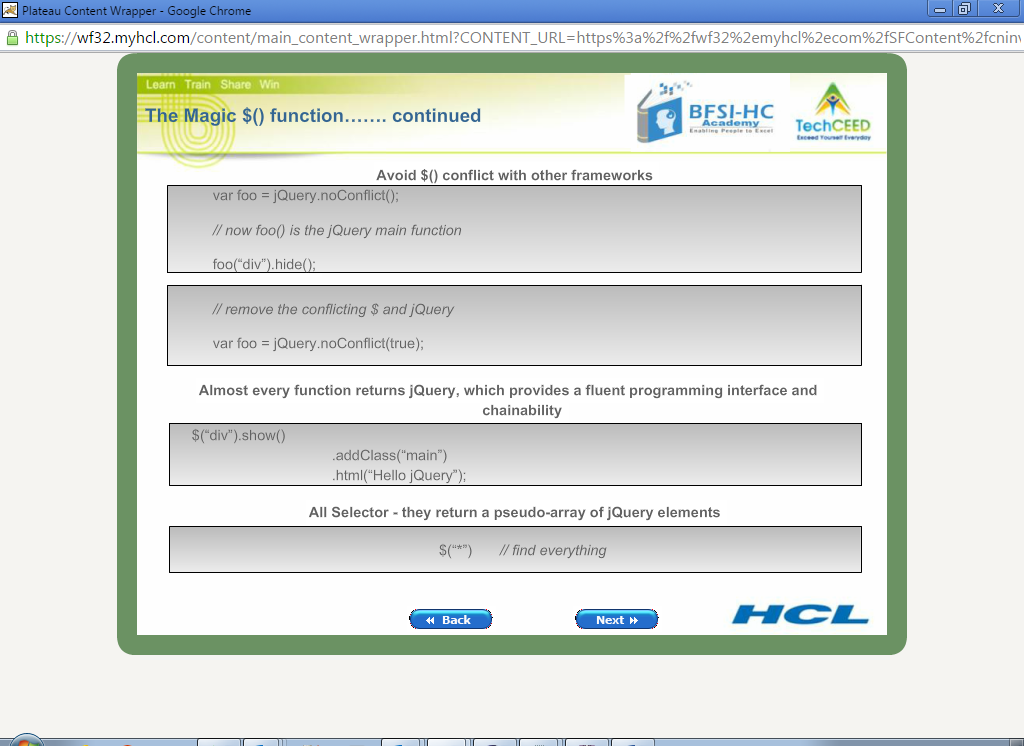 Plateau Content Wrapper - Google Chrome
https://wf32.myhcl.com/content/main_content_wrapper.html?CONTENT_URL=https%3a%2f%2fwf32%2emyhcl%2ecom%2fSFContent%2fcnin
Learn Train Share Win
The Magic $() function……. continued
BFSI-HC
Academy
Enabling People to Excel
TechCEED
Exceed Yourself Everyday
Avoid $() conflict with other frameworks
var foo = jQuery.noConflict();
// now foo() is the jQuery main function
foo(“div”).hide();
// remove the conflicting $ and jQuery
var foo = jQuery.noConflict(true);
Almost every function returns jQuery, which provides a fluent programming interface and
chainability
$(“div”).show()
.addClass(“main”)
.html(“Hello jQuery”);
All Selector - they return a pseudo-array of jQuery elements
$(“*”) // find everything
Back Next
HCL